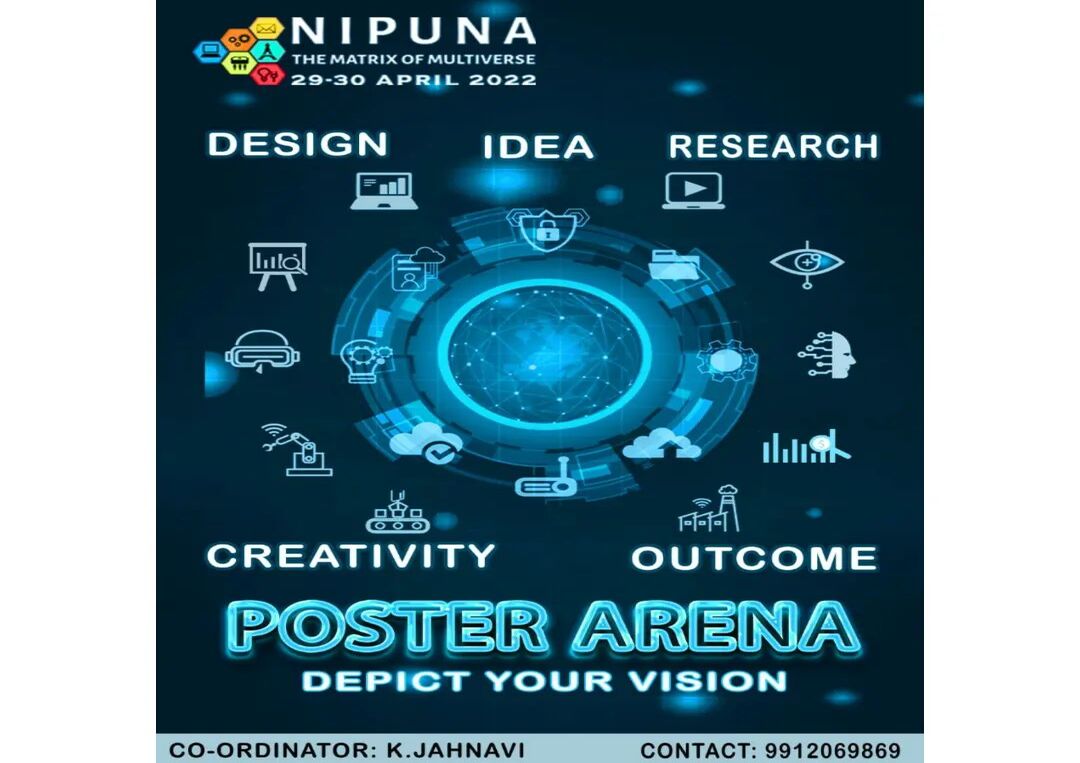 NIPUNA
THE MATRIX OF MULTIVERSE
29-30 APRIL 2022
DESIGN IDEA RESEARCH
CREATIVITY OUTCOME
POSTER ARENA
DEPICT YOUR VISION
CO-ORDINATOR: K.JAHNAVI CONTACT: 9912069869